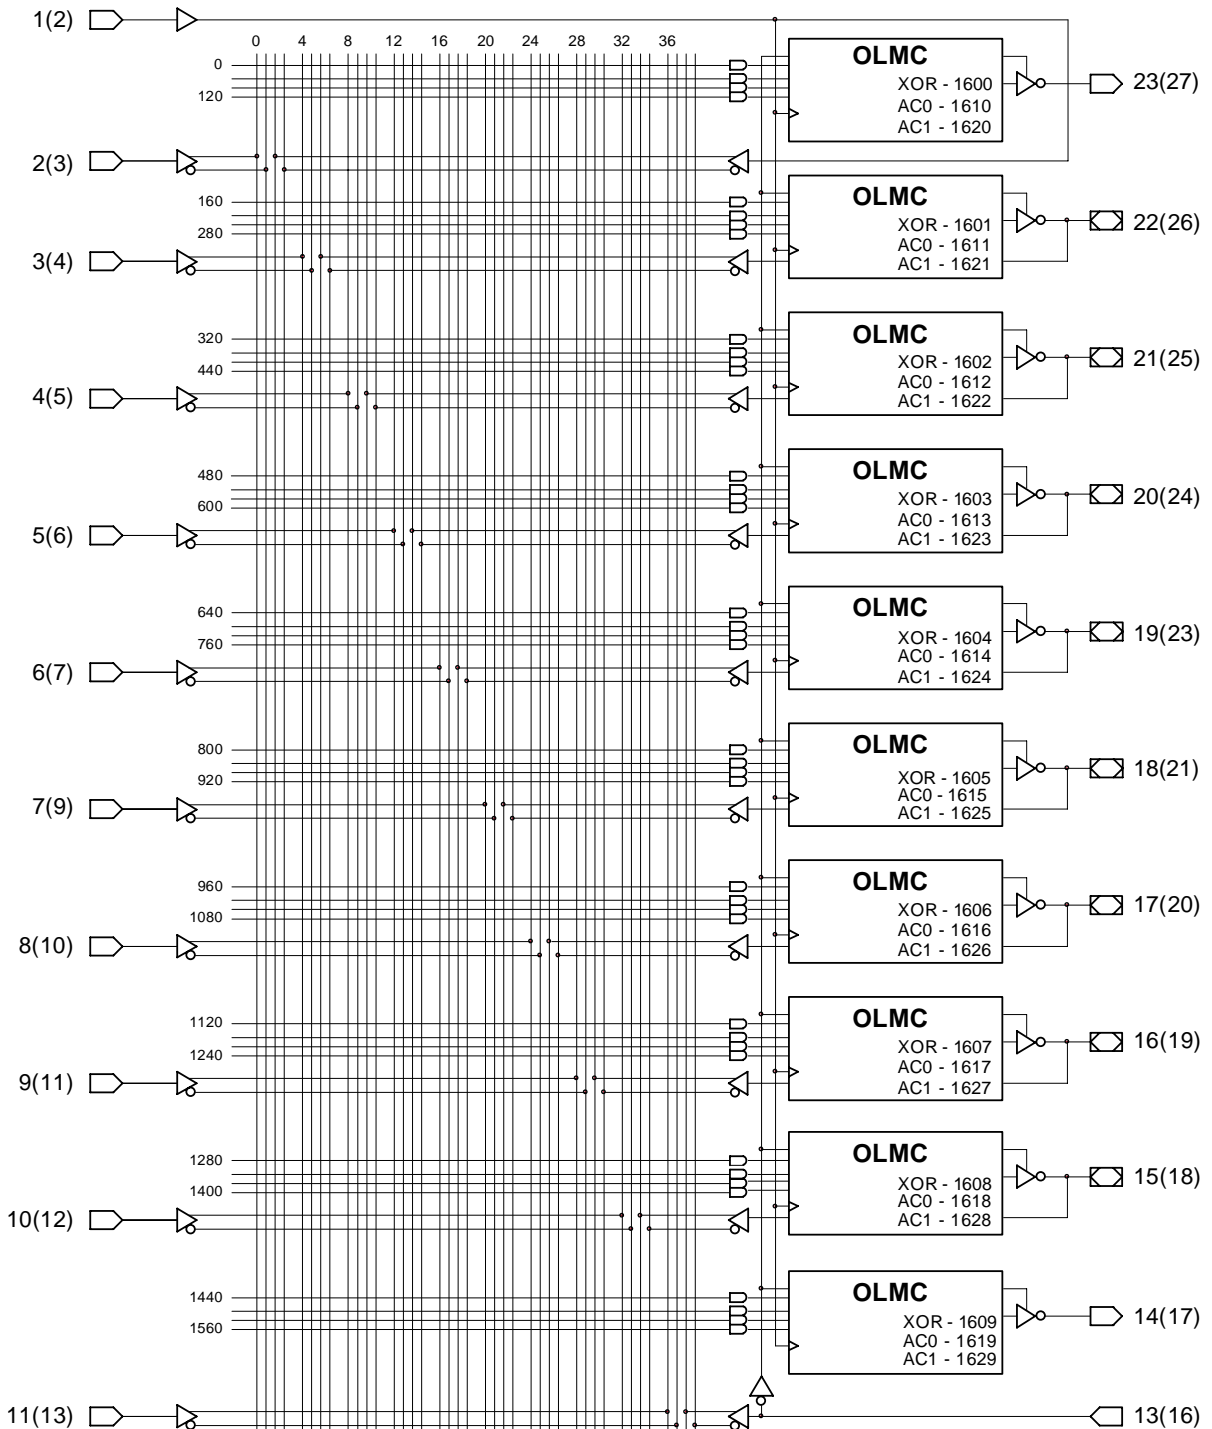 1(2)
0 4 8 12 16 20 24 28 32 36
0
120
OLMC
XOR - 1600
AC0 - 1610
AC1 - 1620
23(27)
2(3)
160
280
OLMC
XOR - 1601
AC0 - 1611
AC1 - 1621
22(26)
3(4)
320
440
OLMC
XOR - 1602
AC0 - 1612
AC1 - 1622
21(25)
4(5)
480
600
OLMC
XOR - 1603
AC0 - 1613
AC1 - 1623
20(24)
5(6)
640
760
OLMC
XOR - 1604
AC0 - 1614
AC1 - 1624
19(23)
6(7)
800
920
OLMC
XOR - 1605
AC0 - 1615
AC1 - 1625
18(21)
7(9)
960
1080
OLMC
XOR - 1606
AC0 - 1616
AC1 - 1626
17(20)
8(10)
1120
1240
OLMC
XOR - 1607
AC0 - 1617
AC1 - 1627
16(19)
9(11)
1280
1400
OLMC
XOR - 1608
AC0 - 1618
AC1 - 1628
15(18)
10(12)
1440
1560
OLMC
XOR - 1609
AC0 - 1619
AC1 - 1629
14(17)
11(13)
13(16)